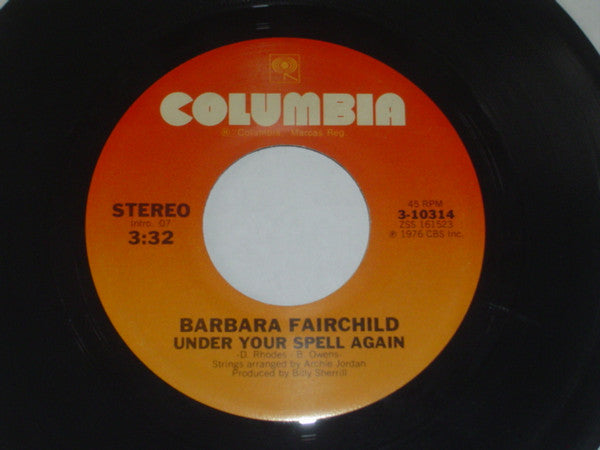 COLUMBIA
® Columbia, Marcas Reg.
STEREO
Intro. :07
3:32
45 RPM
3-10314
ZSS 161523
℗ 1976 CBS Inc.
BARBARA FAIRCHILD
UNDER YOUR SPELL AGAIN
-D. Rhodes - B. Owens-
Strings arranged by Archie Jordan
Produced by Billy Sherrill